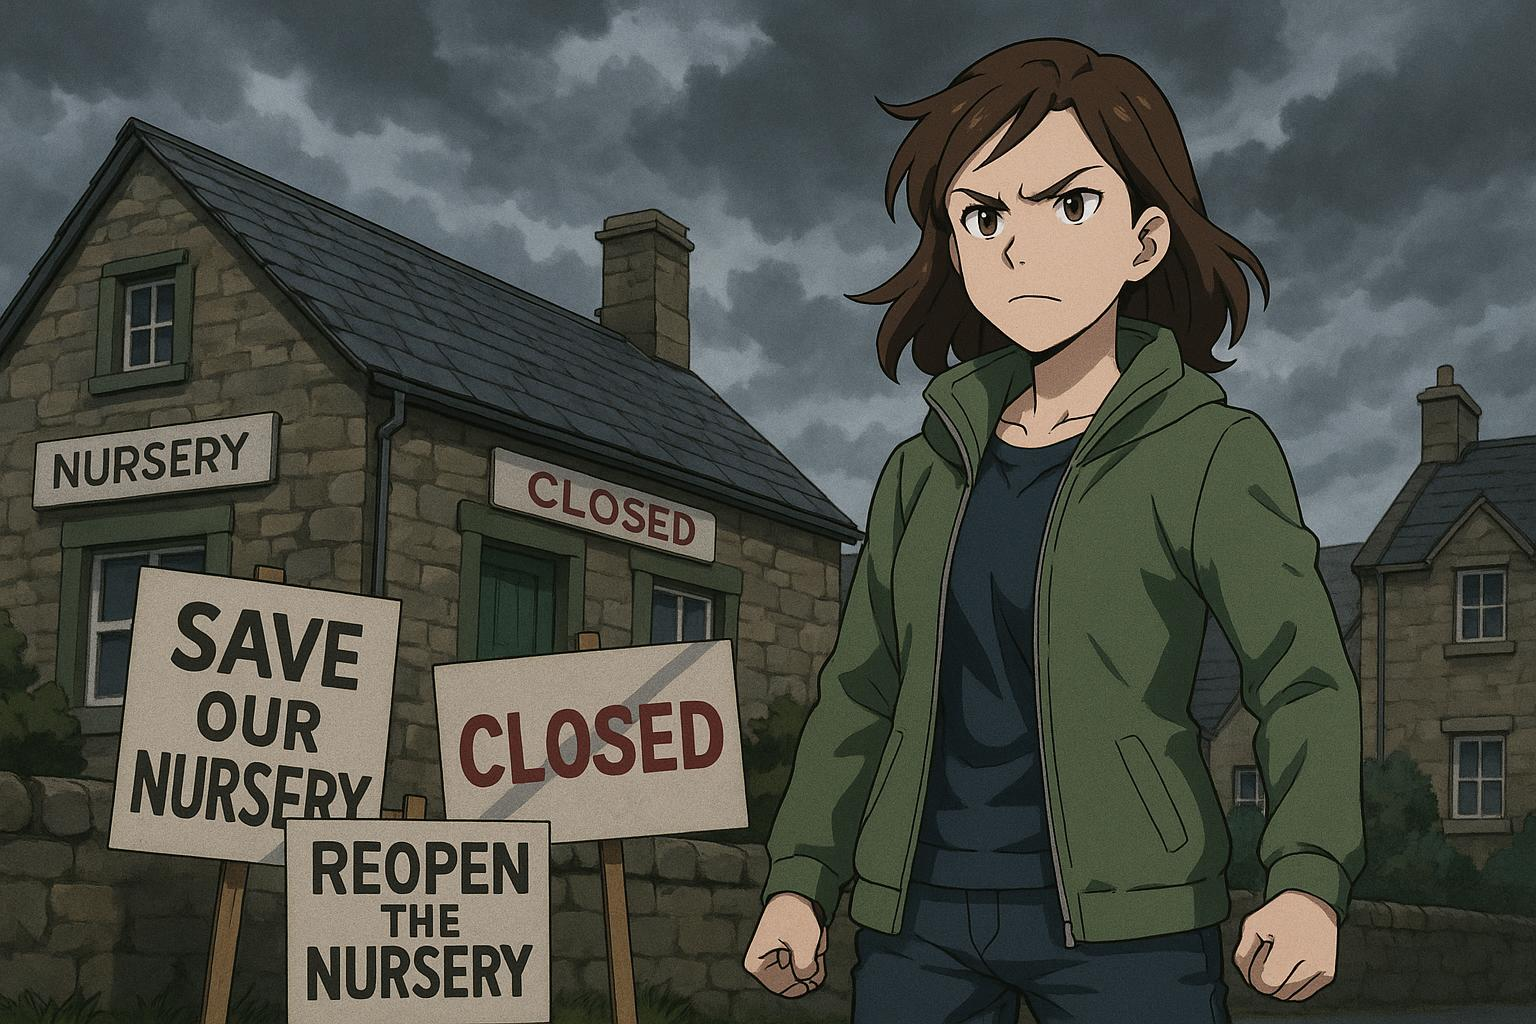 NURSERY
CLOSED
SAVE
OUR
NURSERY
CLOSED
REOPEN
THE
NURSERY